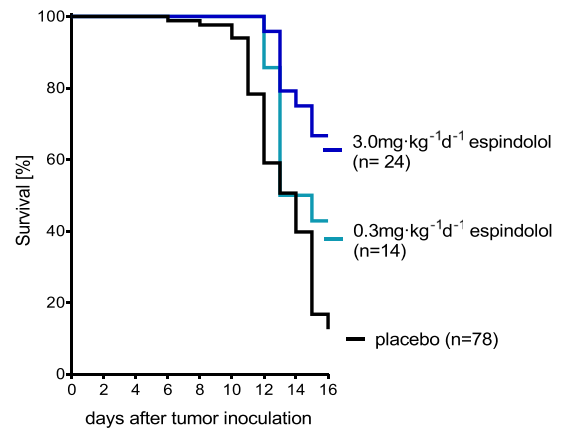 Survival [%]
100
80
60
40
20
0
0 2 4 6 8 10 12 14 16
days after tumor inoculation
3.0mg·kg⁻¹d⁻¹ espindolol
(n= 24)
0.3mg·kg⁻¹d⁻¹ espindolol
(n=14)
placebo (n=78)